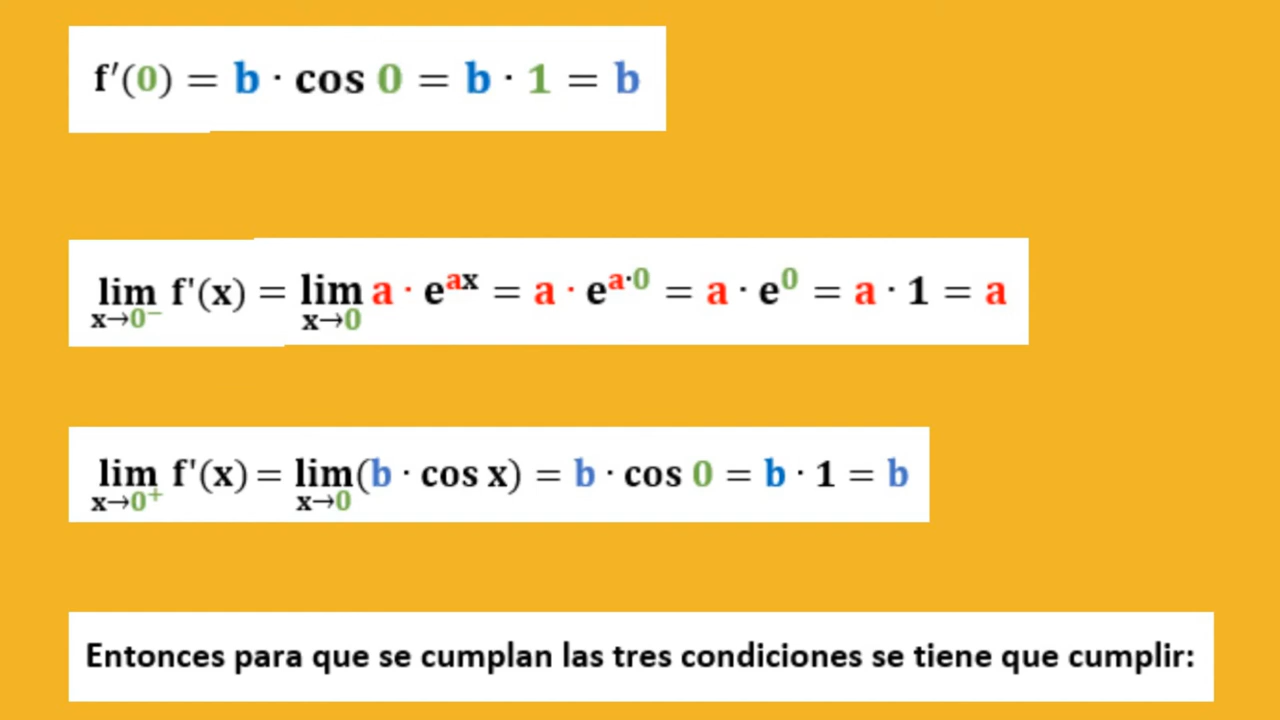 f′(0) = b · cos 0 = b · 1 = b
lim x→0⁻ f'(x) = lim x→0 a · e^{ax} = a · e^{a·0} = a · e^0 = a · 1 = a
lim x→0⁺ f'(x) = lim x→0 (b · cos x) = b · cos 0 = b · 1 = b
Entonces para que se cumplan las tres condiciones se tiene que cumplir: